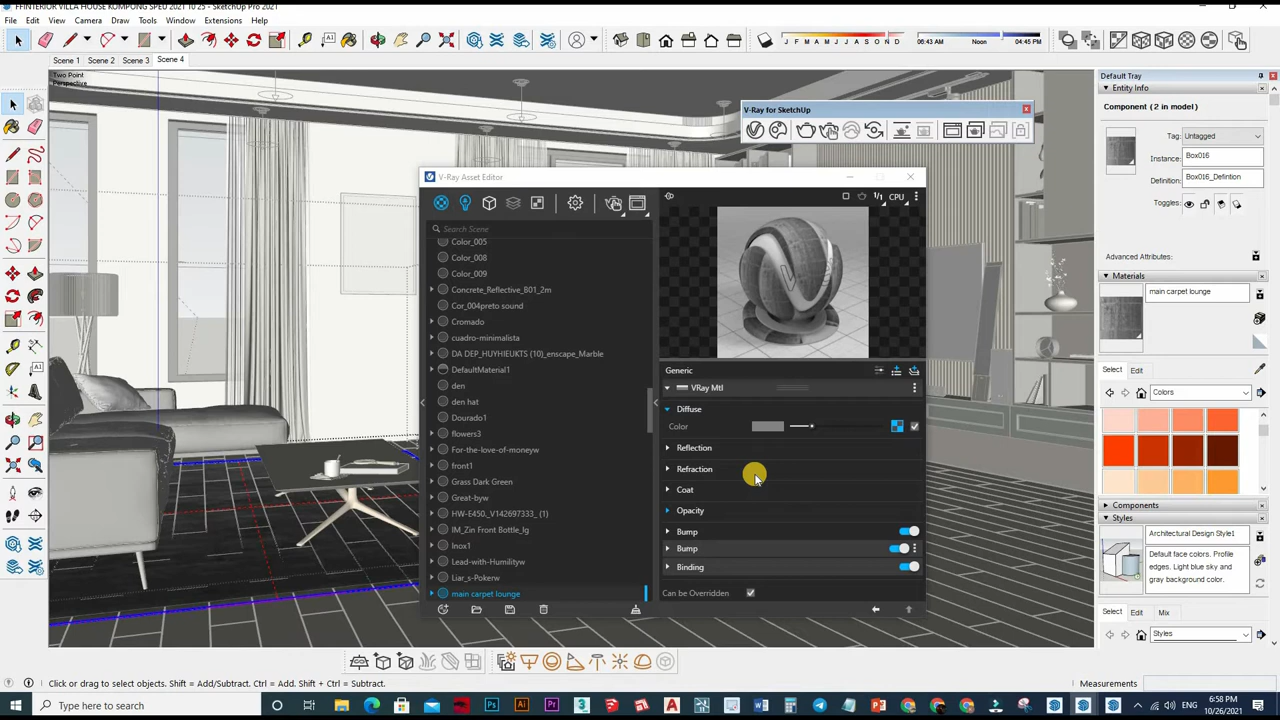 FFINTERIOR VILLA HOUSE KOMPONG SPEU 10 25 - SketchUp Pro 2021
File Edit View Camera Draw Tools Window Extensions Help
J F M A M J J A S O N D 06:43 AM Noon 04:45 PM
Scene 1 Scene 2 Scene 3 Scene 4
Two Point
Perspective
V-Ray for SketchUp
V-Ray Asset Editor
CPU
Search Scene
Color_005
Color_008
Color_009
Concrete_Reflective_B01_2m
Cor_004preto sound
Cromado
cuadro-minimalista
DA DEP_HUYHIEUKTS (10)_enscape_Marble
DefaultMaterial1
den
den hat
Dourado1
flowers3
For-the-love-of-moneyw
front1
Grass Dark Green
Great-byw
HW-E450._V142697333_ (1)
IM_Zin Front Bottle_lg
Inox1
Lead-with-Humilityw
Liar_s-Pokerw
main carpet lounge
Generic
VRay Mtl
Diffuse
Color
Reflection
Refraction
Coat
Opacity
Bump
Bump
Binding
Can be Overridden
Default Tray
Entity Info
Component (2 in model)
Tag: Untagged
Instance: Box016
Definition: Box016_Defintion
Toggles:
Advanced Attributes:
Materials
main carpet lounge
Select Edit
Colors
Components
Styles
Architectural Design Style1
Default face colors. Profile
edges. Light blue sky and
gray background color.
Select Edit Mix
Styles
Click or drag to select objects. Shift = Add/Subtract. Ctrl = Add. Shift + Ctrl = Subtract.
Measurements
Type here to search
ENG
6:58 PM
10/26/2021